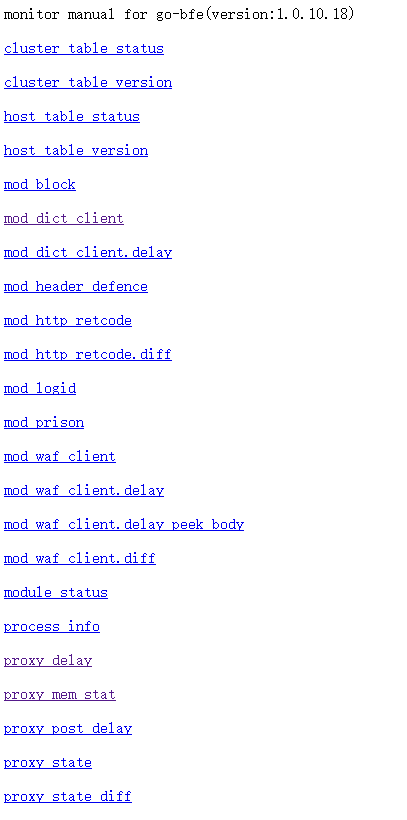 monitor manual for go-bfe(version:1.0.10.18)
cluster_table_status
cluster_table_version
host_table_status
host_table_version
mod_block
mod_dict_client
mod_dict_client.delay
mod_header_defence
mod_http_retcode
mod_http_retcode.diff
mod_logid
mod_prison
mod_waf_client
mod_waf_client.delay
mod_waf_client.delay_peek_body
mod_waf_client.diff
module_status
process_info
proxy_delay
proxy_mem_stat
proxy_post_delay
proxy_state
proxy_state_diff